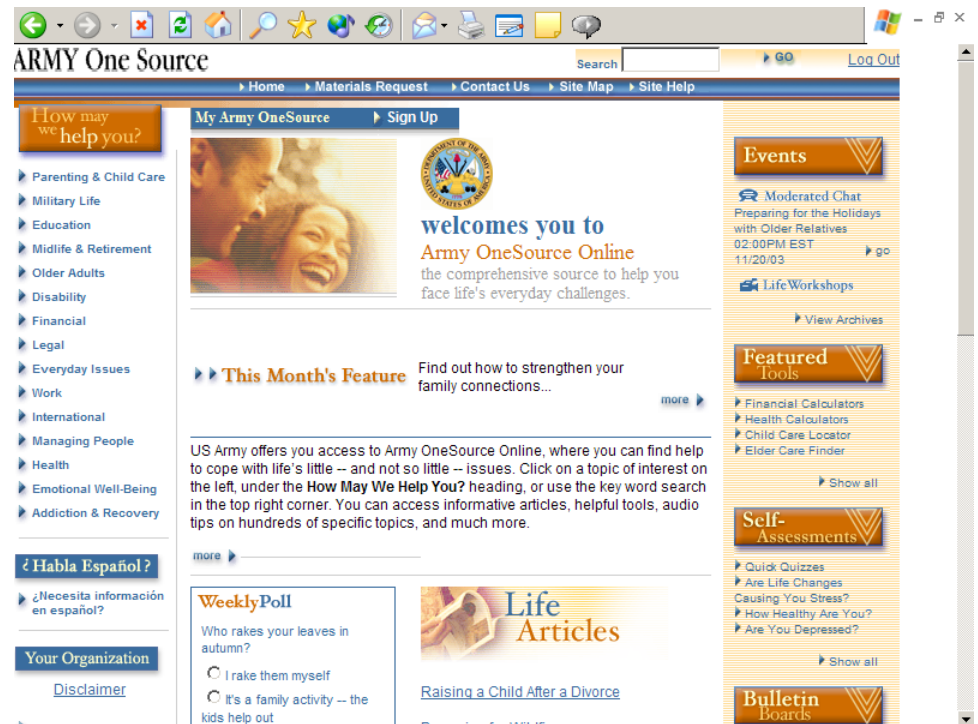 ARMY One Source
Search
GO
Log Out
Home
Materials Request
Contact Us
Site Map
Site Help
How may
we help you?
Parenting & Child Care
Military Life
Education
Midlife & Retirement
Older Adults
Disability
Financial
Legal
Everyday Issues
Work
International
Managing People
Health
Emotional Well-Being
Addiction & Recovery
¿Habla Español?
¿Necesita información
en español?
Your Organization
Disclaimer
My Army OneSource
Sign Up
DEPARTMENT OF THE ARMY
UNITED STATES OF AMERICA
welcomes you to
Army OneSource Online
the comprehensive source to help you
face life's everyday challenges.
This Month's Feature
Find out how to strengthen your
family connections...
more
US Army offers you access to Army OneSource Online, where you can find help
to cope with life's little -- and not so little -- issues. Click on a topic of interest on
the left, under the How May We Help You? heading, or use the key word search
in the top right corner. You can access informative articles, helpful tools, audio
tips on hundreds of specific topics, and much more.
more
WeeklyPoll
Who rakes your leaves in
autumn?
I rake them myself
It's a family activity -- the
kids help out
Life
Articles
Raising a Child After a Divorce
Events
Moderated Chat
Preparing for the Holidays
with Older Relatives
02:00PM EST
11/20/03
go
LifeWorkshops
View Archives
Featured
Tools
Financial Calculators
Health Calculators
Child Care Locator
Elder Care Finder
Show all
Self-
Assessments
Quick Quizzes
Are Life Changes
Causing You Stress?
How Healthy Are You?
Are You Depressed?
Show all
Bulletin
Boards